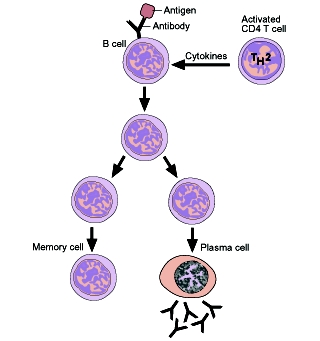 Antigen
Antibody
B cell
Activated
CD4 T cell
Cytokines
TH2
Memory cell
Plasma cell